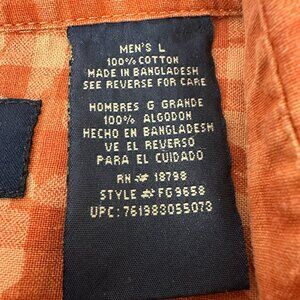 MEN'S L
100% COTTON
MADE IN BANGLADESH
SEE REVERSE FOR CARE
HOMBRES G GRANDE
100% ALGODON
HECHO EN BANGLADESH
VE EL REVERSO
PARA EL CUIDADO
RN# 18798
STYLE# FG9658
UPC: 761983055073